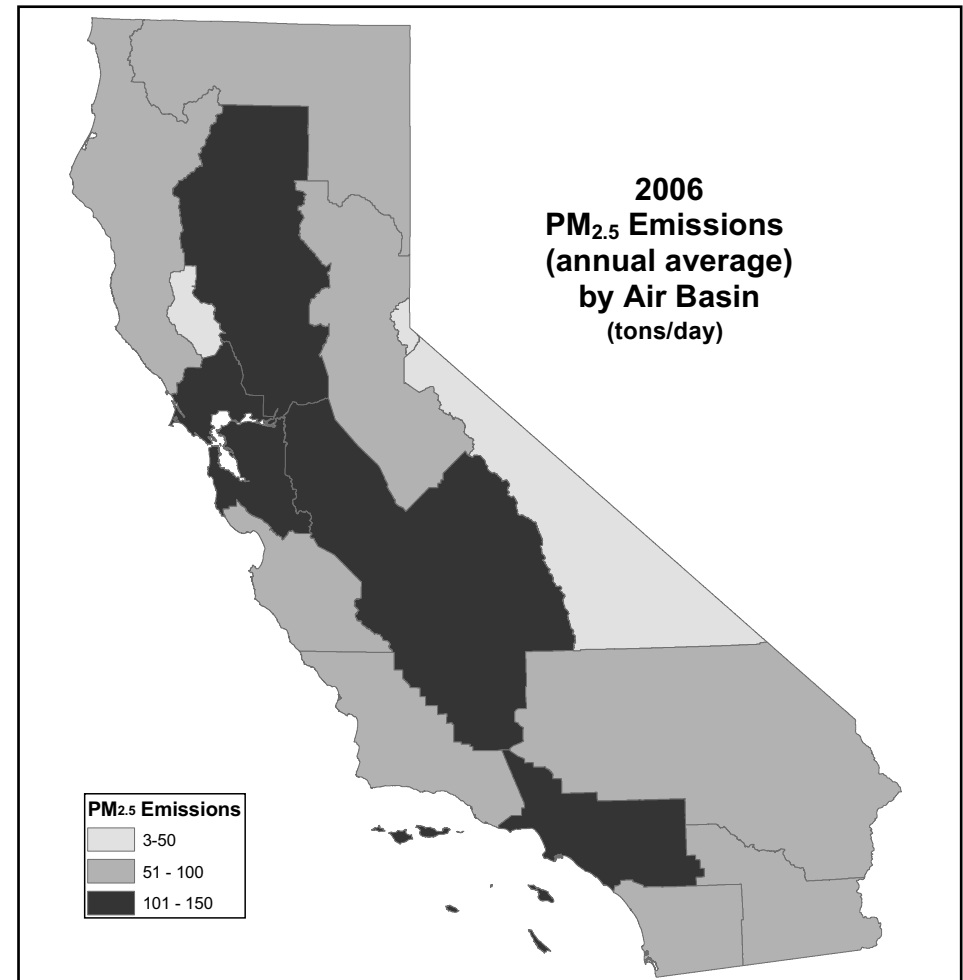 2006
PM2.5 Emissions
(annual average)
by Air Basin
(tons/day)
PM2.5 Emissions
3-50
51 - 100
101 - 150